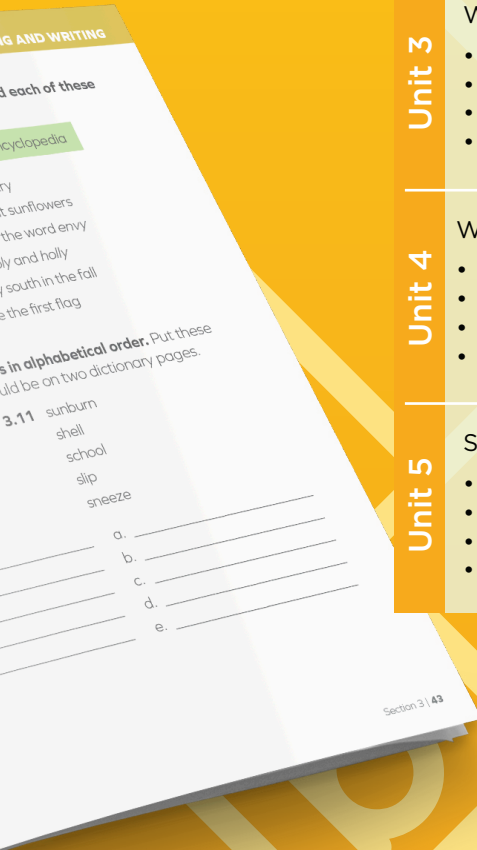 NG AND WRITING
d each of these
cyclopedia
ry
t sunflowers
the word envy
ly and holly
y south in the fall
e the first flag
s in alphabetical order. Put these
uld be on two dictionary pages.
3.11 sunburn
shell
school
slip
sneeze
a.
b.
c.
d.
e.
Section 3 | 43
Unit 3
W
Unit 4
W
Unit 5
S